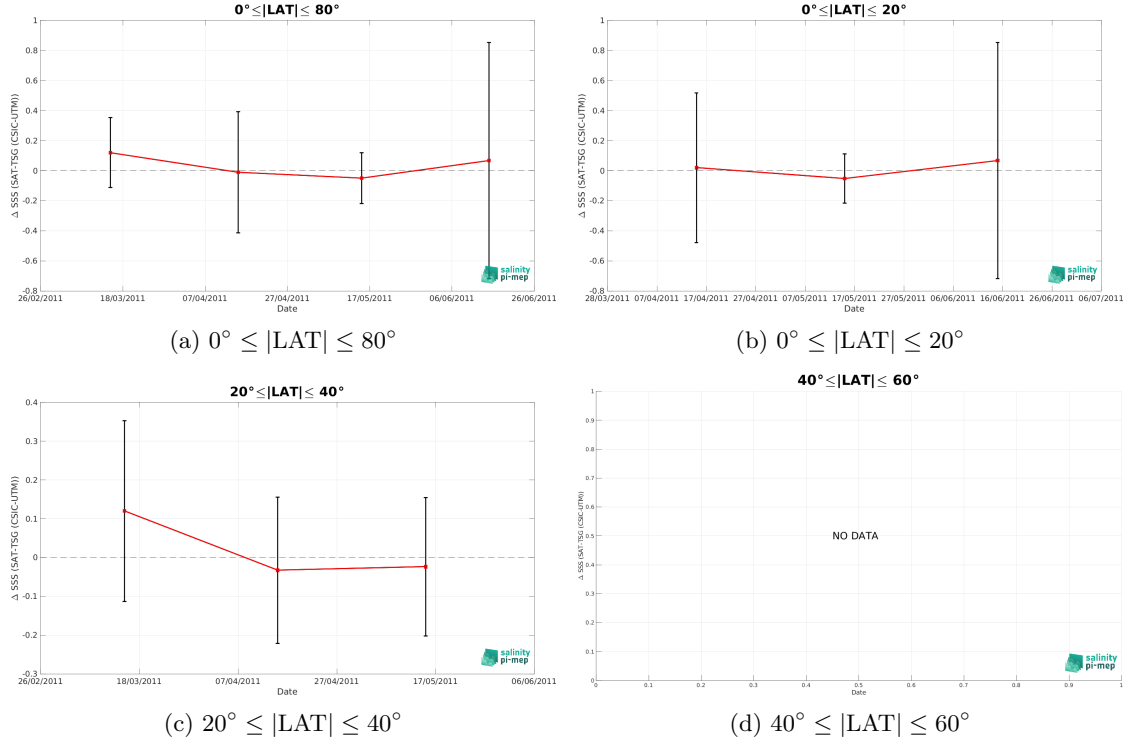 0°≤|LAT|≤ 80°
Δ SSS (SAT-TSG (CSIC-UTM))
1
0.8
0.6
0.4
0.2
0
-0.2
-0.4
-0.6
-0.8
26/02/2011 18/03/2011 07/04/2011 27/04/2011 17/05/2011 06/06/2011 26/06/2011
Date
salinity
pi-mep
(a) 0° ≤ |LAT| ≤ 80°
0°≤|LAT|≤ 20°
Δ SSS (SAT-TSG (CSIC-UTM))
1
0.8
0.6
0.4
0.2
0
-0.2
-0.4
-0.6
-0.8
28/03/2011 07/04/2011 17/04/2011 27/04/2011 07/05/2011 17/05/2011 27/05/2011 06/06/2011 16/06/2011 26/06/2011 06/07/2011
Date
salinity
pi-mep
(b) 0° ≤ |LAT| ≤ 20°
20°≤|LAT|≤ 40°
Δ SSS (SAT-TSG (CSIC-UTM))
0.4
0.3
0.2
0.1
0
-0.1
-0.2
-0.3
26/02/2011 18/03/2011 07/04/2011 27/04/2011 17/05/2011 06/06/2011
Date
salinity
pi-mep
(c) 20° ≤ |LAT| ≤ 40°
40°≤|LAT|≤ 60°
Δ SSS (SAT-TSG (CSIC-UTM))
1
0.9
0.8
0.7
0.6
0.5
0.4
0.3
0.2
0.1
0
NO DATA
0 0.1 0.2 0.3 0.4 0.5 0.6 0.7 0.8 0.9 1
Date
salinity
pi-mep
(d) 40° ≤ |LAT| ≤ 60°